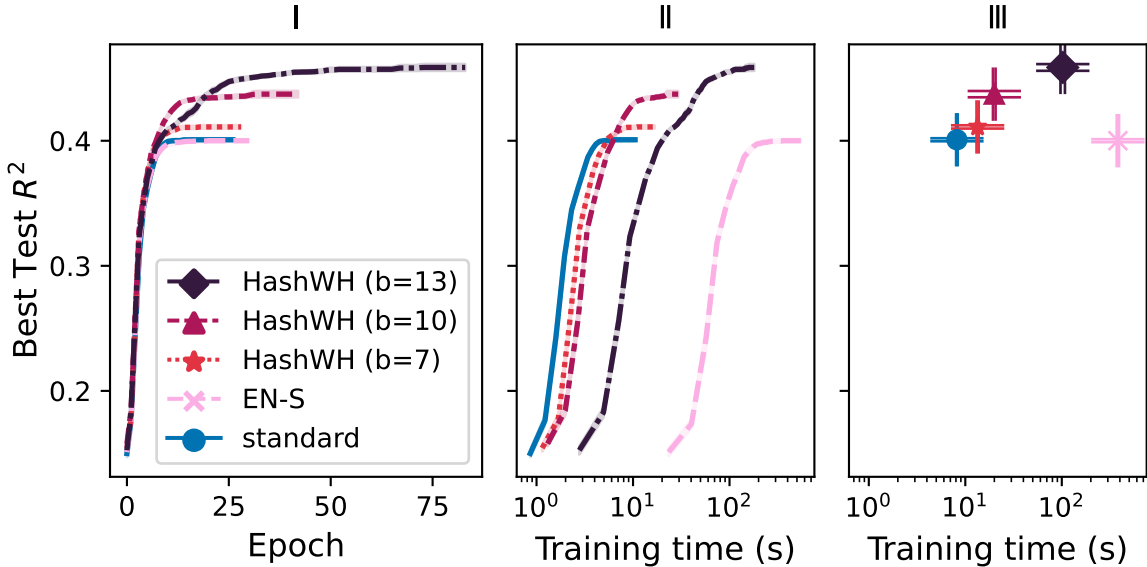 I
II
III
Best Test R²
0.4
0.3
0.2
HashWH (b=13)
HashWH (b=10)
HashWH (b=7)
EN-S
standard
0
25
50
75
10⁰
10¹
10²
10⁰
10¹
10²
Epoch
Training time (s)
Training time (s)